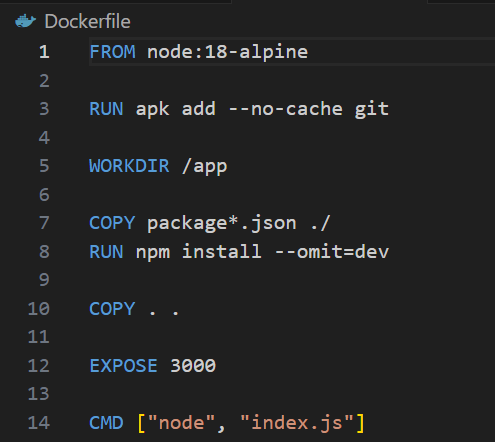 Dockerfile
1 FROM node:18-alpine
2
3 RUN apk add --no-cache git
4
5 WORKDIR /app
6
7 COPY package*.json ./
8 RUN npm install --omit=dev
9
10 COPY . .
11
12 EXPOSE 3000
13
14 CMD ["node", "index.js"]